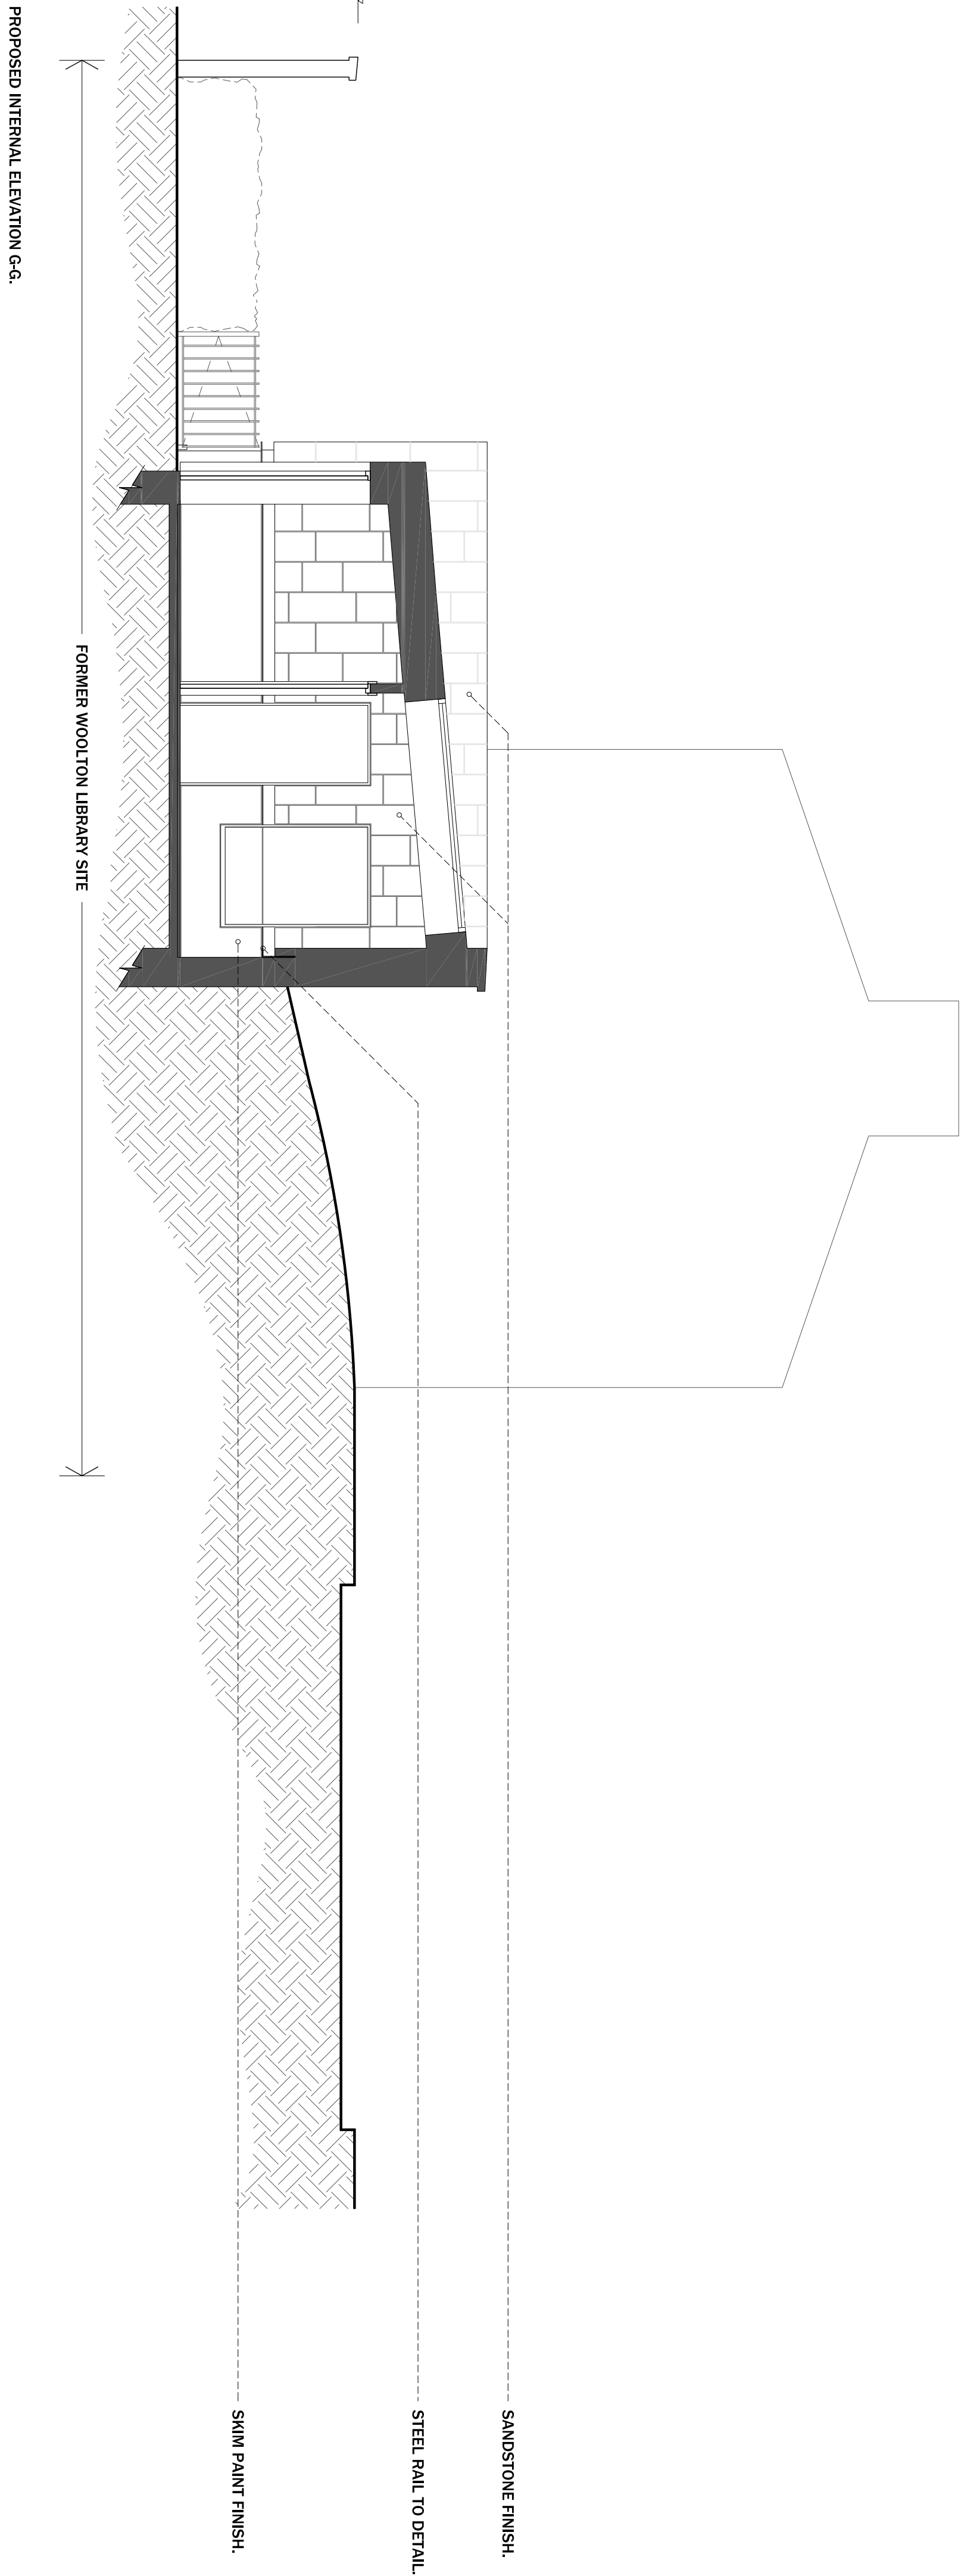 SANDSTONE FINISH.
STEEL RAIL TO DETAIL.
SKIM PAINT FINISH.
FORMER WOOLTON LIBRARY SITE
PROPOSED INTERNAL ELEVATION G-G.